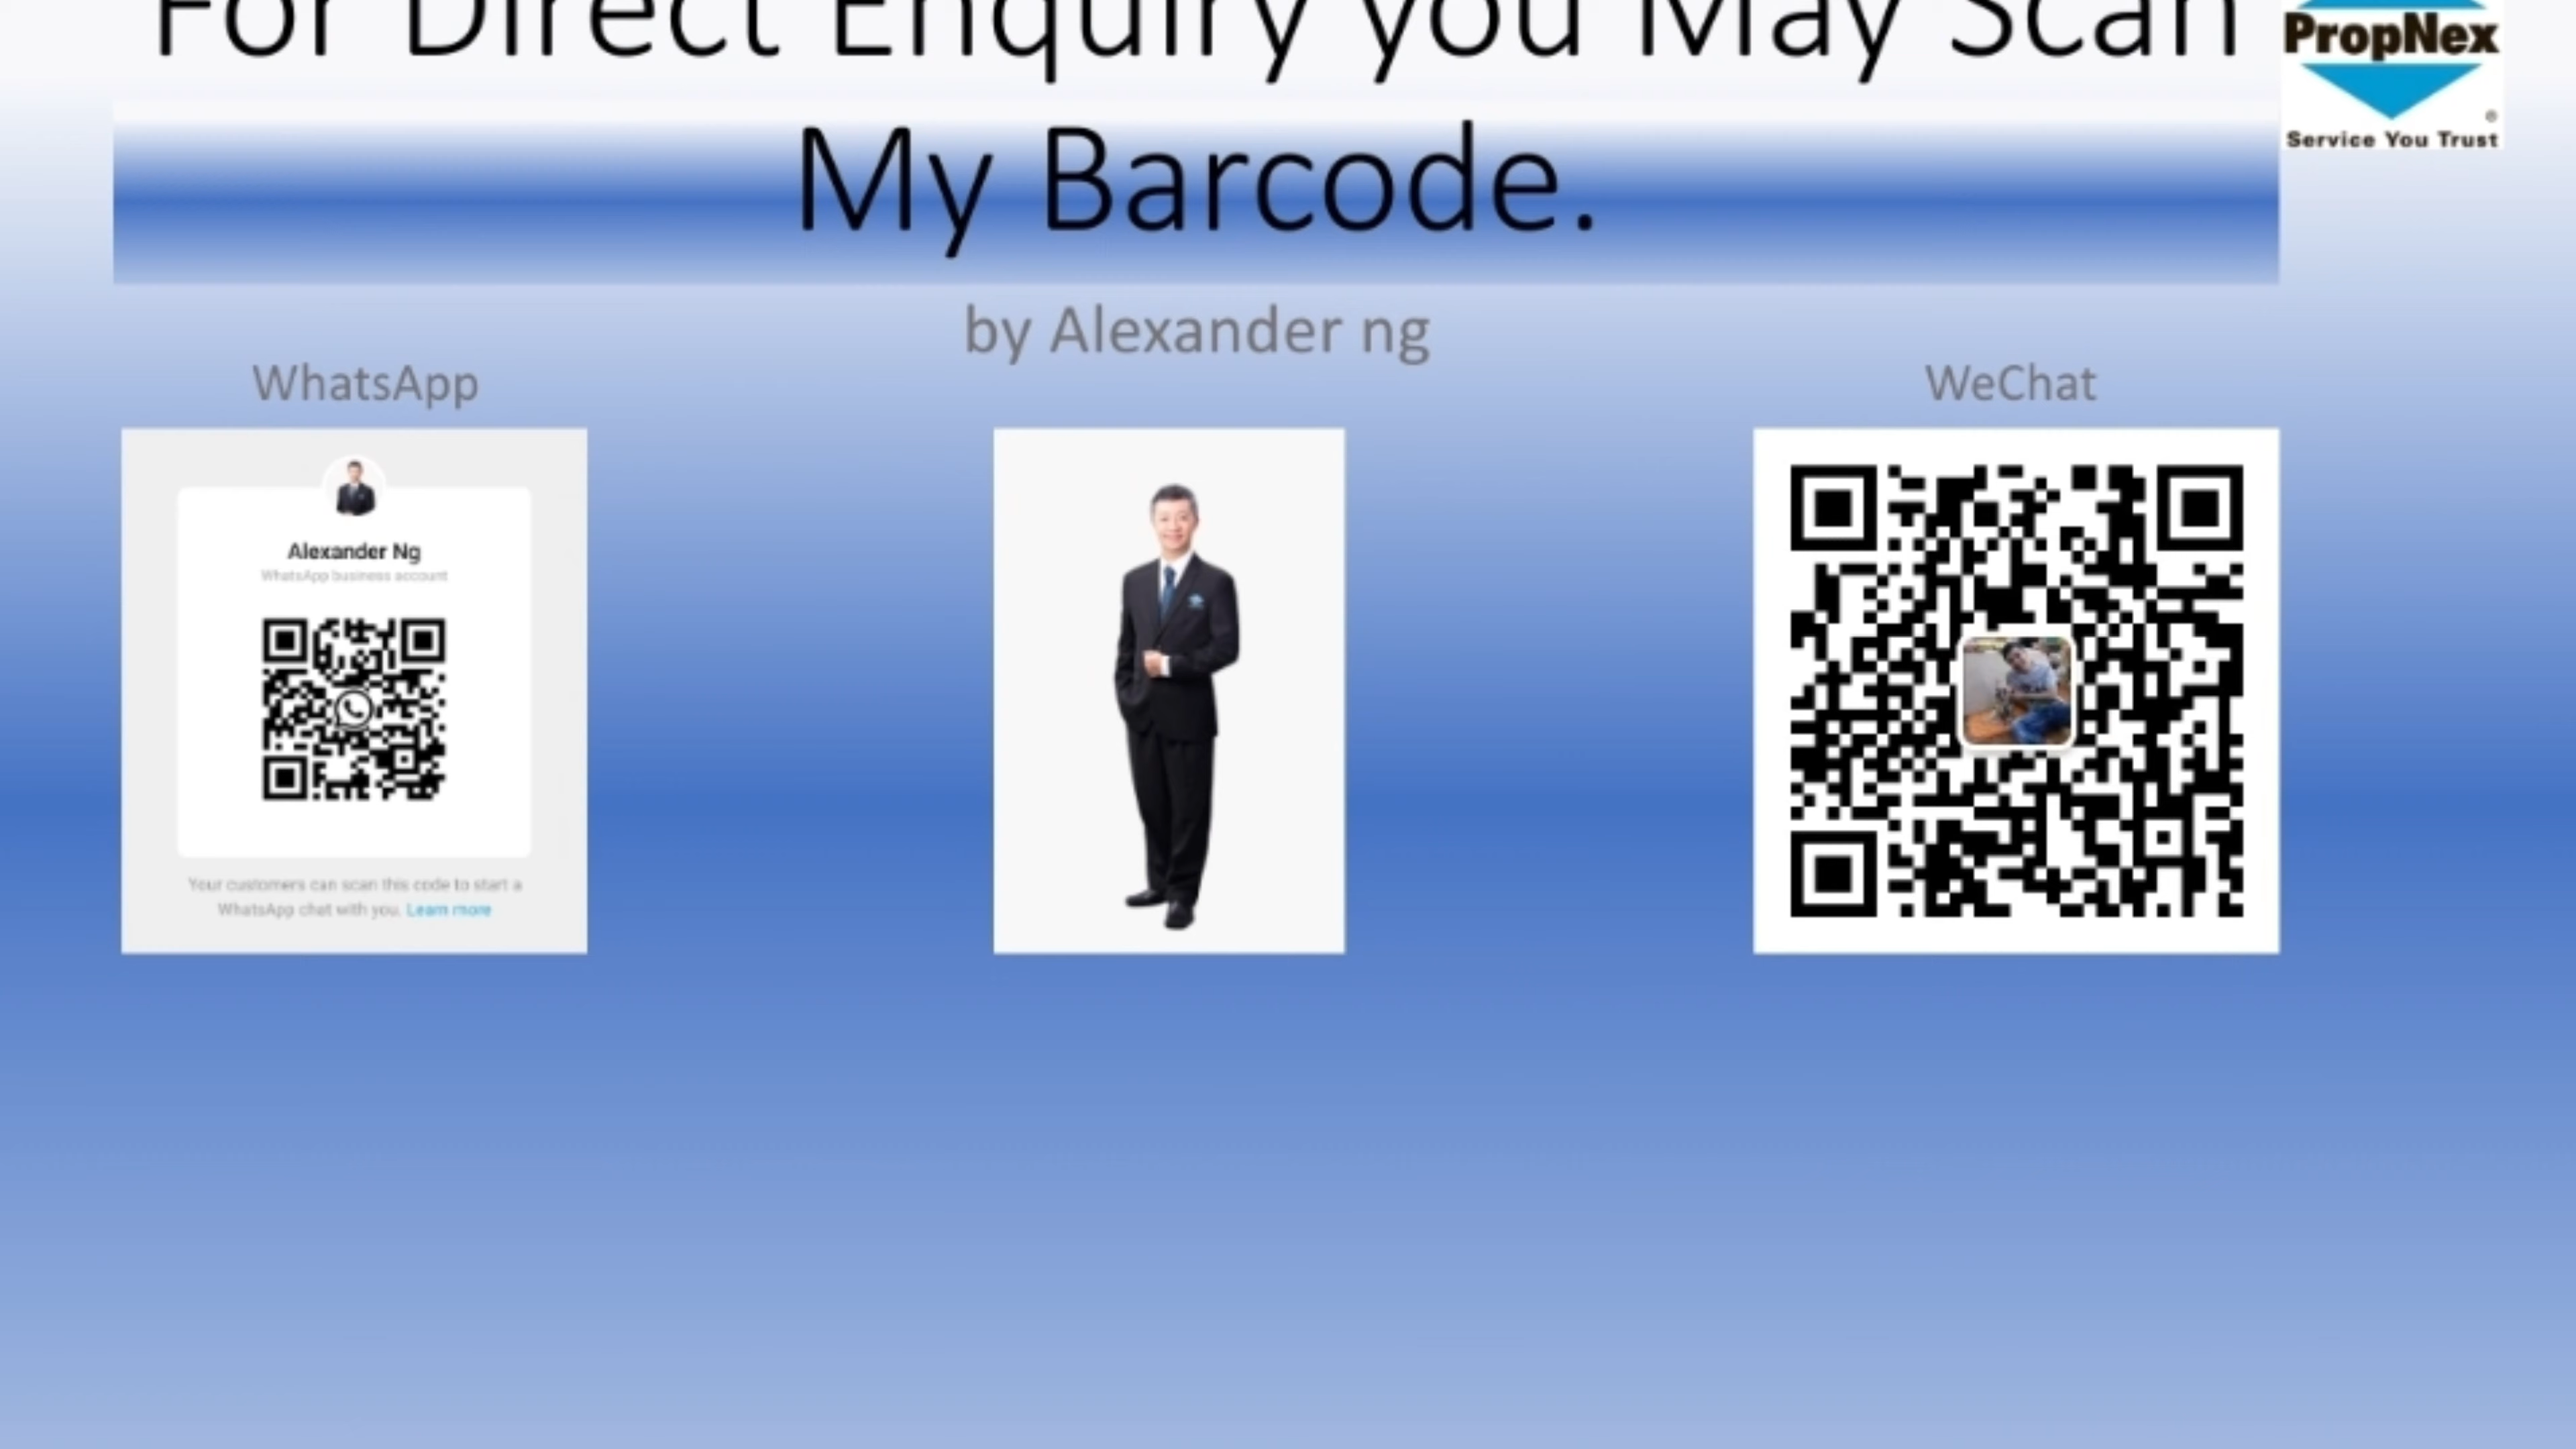 For Direct Enquiry you May Scan
My Barcode.
PropNex
Service You Trust
by Alexander ng
WhatsApp
WeChat
Alexander Ng
WhatsApp business account
Your customers can scan this code to start a
WhatsApp chat with you. Learn more